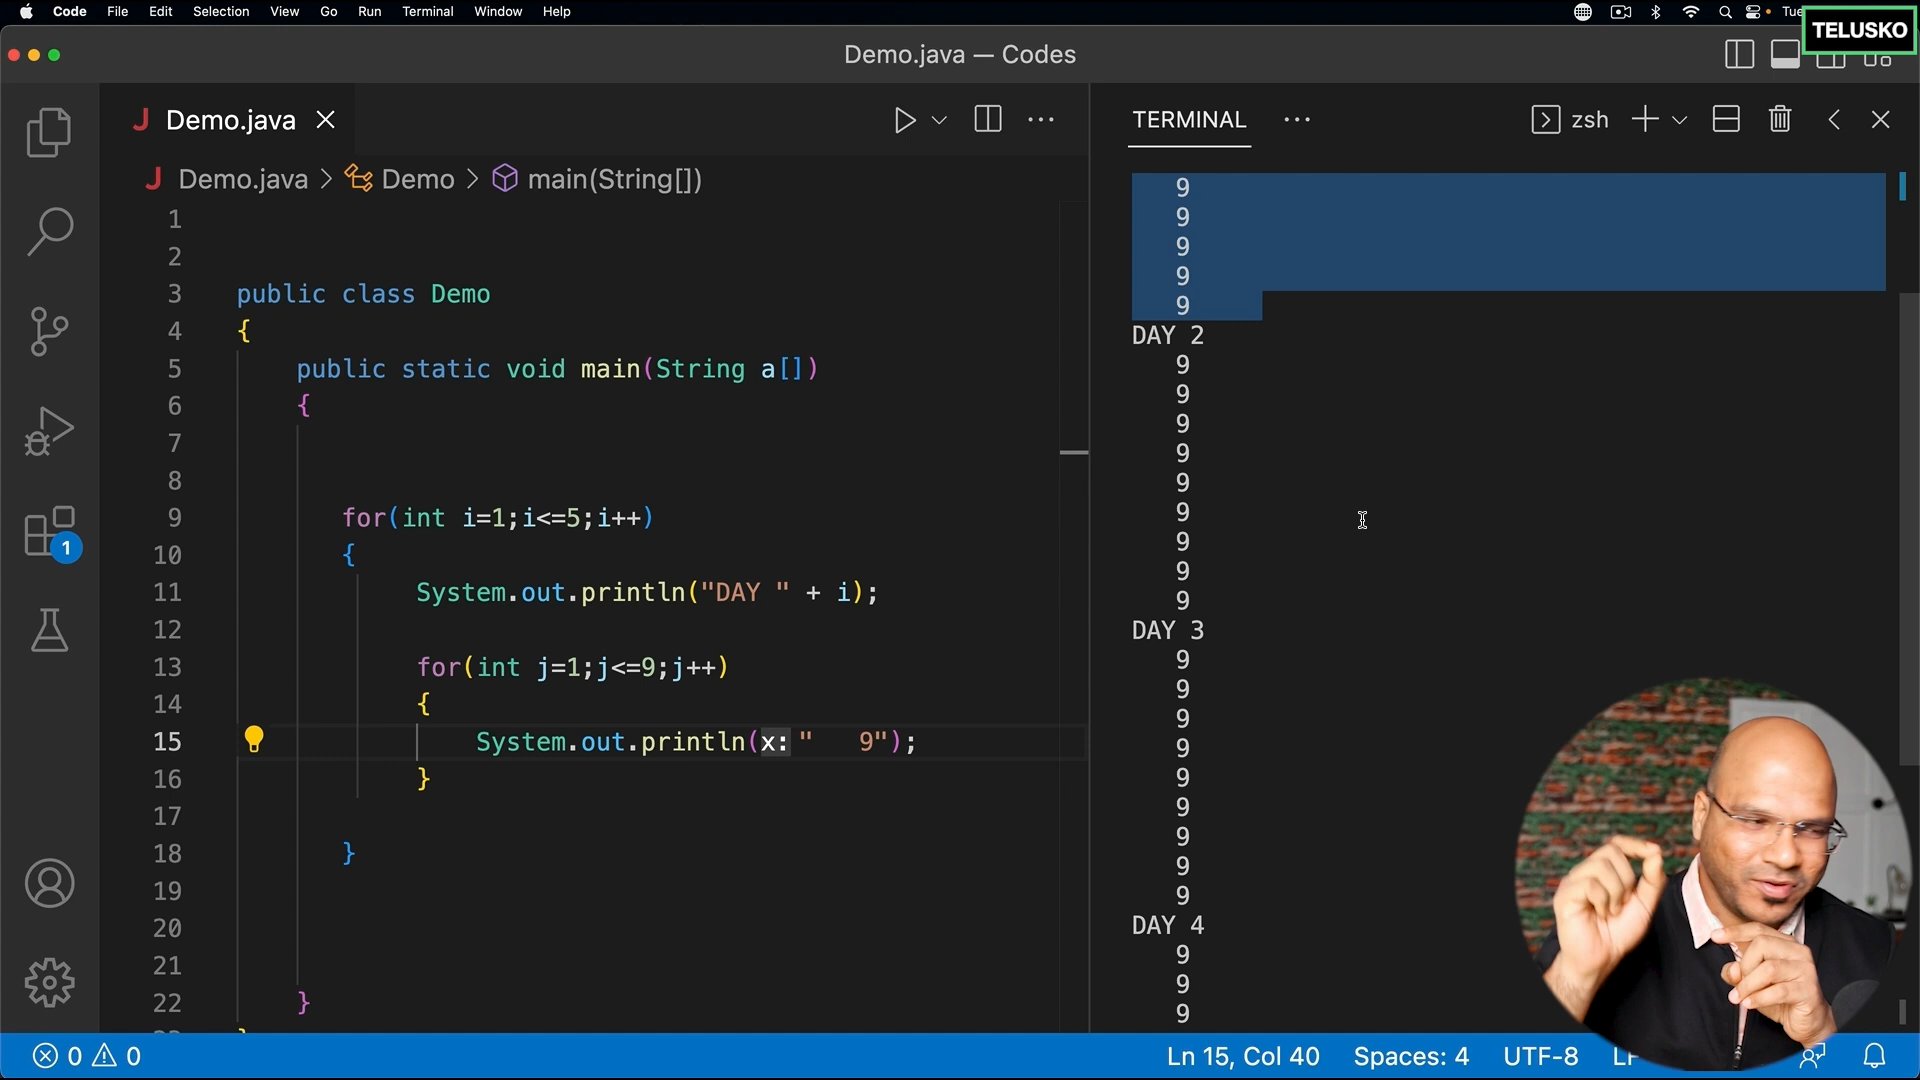 Code File Edit Selection View Go Run Terminal Window Help
Tue
TELUSKO
Demo.java — Codes
Demo.java
Demo.java > Demo > main(String[])
1
2
3 public class Demo
4 {
5 public static void main(String a[])
6 {
7
8
9 for(int i=1;i<=5;i++)
10 {
11 System.out.println("DAY " + i);
12
13 for(int j=1;j<=9;j++)
14 {
15 System.out.println(x:"   9");
16 }
17
18 }
19
20
21
22 }
TERMINAL
zsh
9
9
9
9
9
DAY 2
9
9
9
9
9
9
9
9
9
DAY 3
9
9
9
9
9
9
9
9
9
DAY 4
9
9
9
1
0 0
Ln 15, Col 40 Spaces: 4 UTF-8